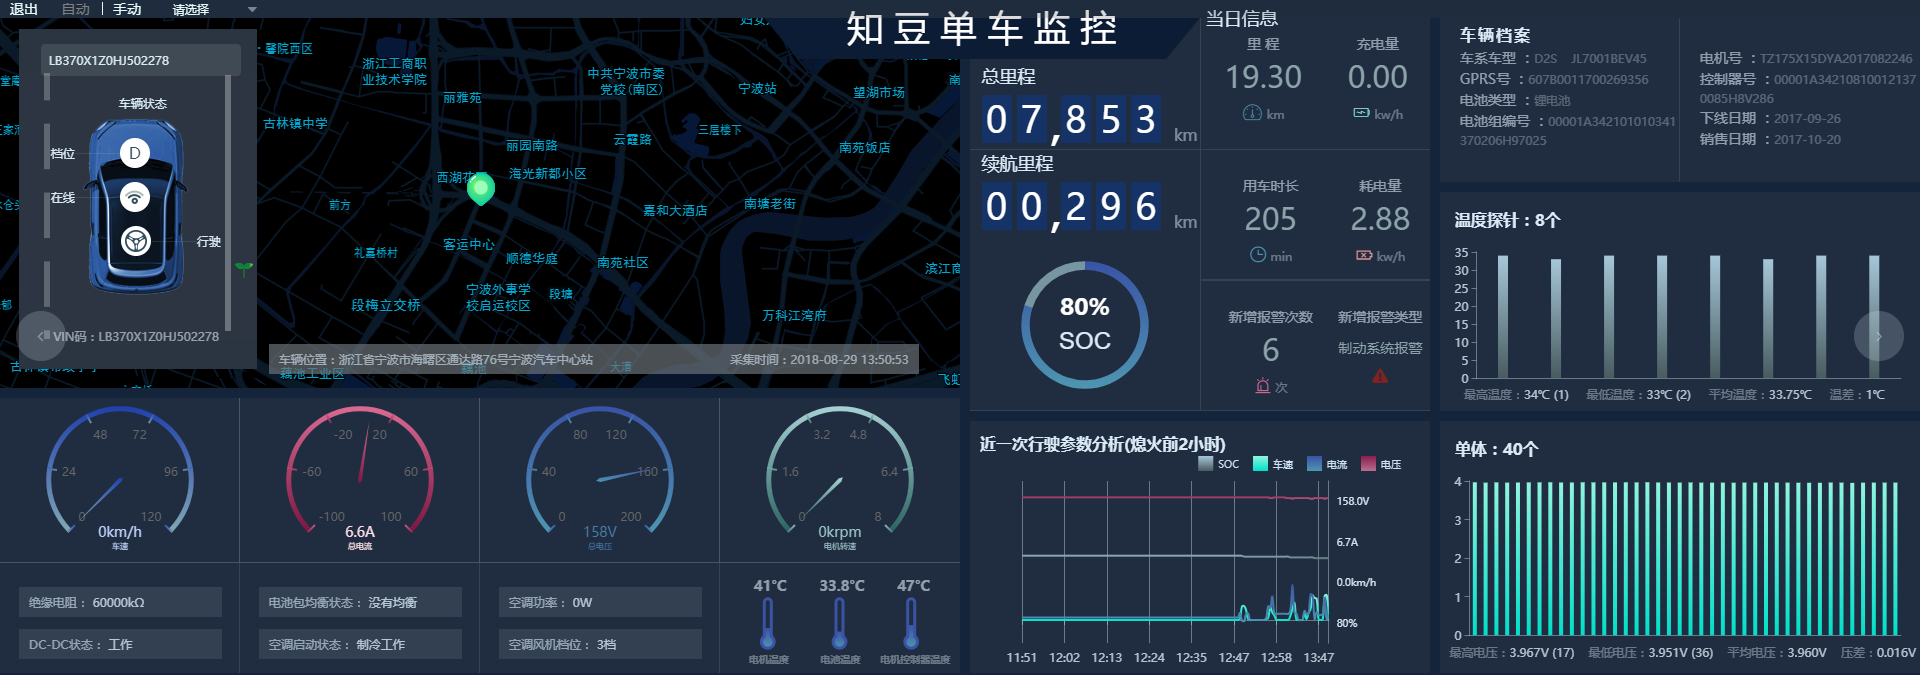 退出 自动 手动 请选择
知豆单车监控
LB370X1Z0HJ502278
车辆状态
档位
D
在线
行驶
VIN码：LB370X1Z0HJ502278
馨院西区
浙江工商职
业技术学院
丽雅苑
中共宁波市委
党校(南区)
宁波站
望湖市场
古林镇中学
三层楼下
云霞路
丽园南路
南苑饭店
西湖花
海光新都小区
前方
嘉和大酒店
南塘老街
礼嘉桥村
客运中心
顺德华庭
南苑社区
滨江商
宁波外事学
校启运校区
段塘
段梅立交桥
万科江湾府
车辆位置：浙江省宁波市海曙区通达路76号宁波汽车中心站 采集时间：2018-08-29 13:50:53
藕池工业区
飞虹
总里程
07,853 km
续航里程
00,296 km
80%
SOC
当日信息
里程 充电量
19.30 0.00
km kw/h
用车时长 耗电量
205 2.88
min kw/h
新增报警次数 新增报警类型
6 制动系统报警
次
车辆档案
车系车型 ：D2S JL7001BEV45
GPRS号 ：607B0011700269356
电池类型 ：锂电池
电池组编号 ：00001A342101010341
370206H97025
电机号 ：TZ175X15DYA2017082246
控制器号 ：00001A34210810012137
0085H8V286
下线日期 ：2017-09-26
销售日期 ：2017-10-20
温度探针：8个
35
30
25
20
15
10
5
0
最高温度：34℃ (1) 最低温度：33℃ (2) 平均温度：33.75℃ 温差：1℃
0 24 48 72 96 120
0km/h
车速
-100 -60 -20 20 60 100
6.6A
总电流
0 40 80 120 160 200
158V
总电压
0 1.6 3.2 4.8 6.4 8
0krpm
电机转速
绝缘电阻： 60000kΩ
DC-DC状态： 工作
电池包均衡状态： 没有均衡
空调启动状态： 制冷工作
空调功率： 0W
空调风机档位： 3档
41°C 33.8°C 47°C
电机温度 电池温度 电机控制器温度
近一次行驶参数分析(熄火前2小时)
SOC 车速 电流 电压
158.0V
6.7A
0.0km/h
80%
11:51 12:02 12:13 12:24 12:35 12:47 12:58 13:47
单体：40个
4
3
2
1
0
最高电压：3.967V (17) 最低电压：3.951V (36) 平均电压：3.960V 压差：0.016V